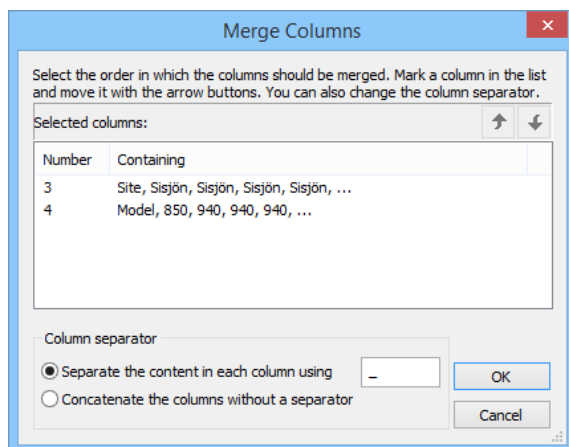 Merge Columns
Select the order in which the columns should be merged. Mark a column in the list
and move it with the arrow buttons. You can also change the column separator.
Selected columns:
Number Containing
3 Site, Sisjön, Sisjön, Sisjön, Sisjön, ...
4 Model, 850, 940, 940, 940, ...
Column separator
Separate the content in each column using _
Concatenate the columns without a separator
OK
Cancel